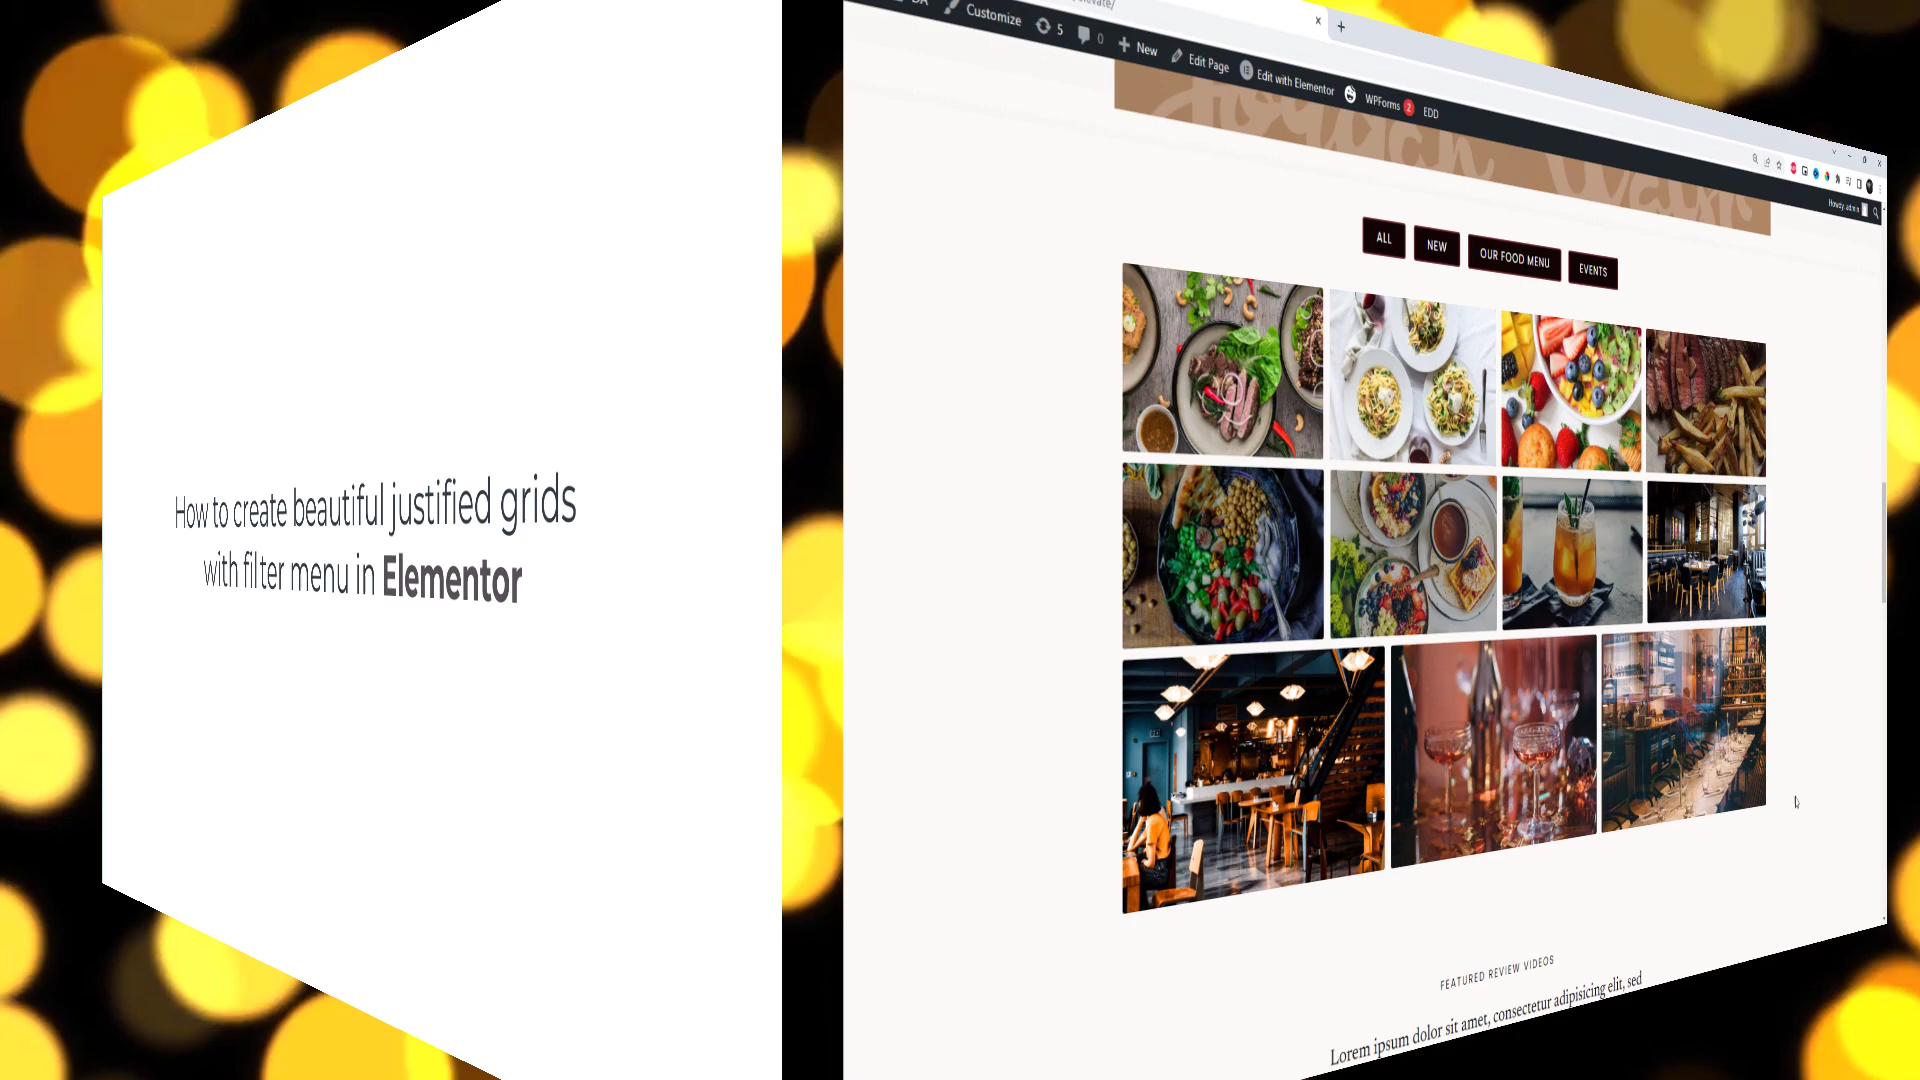 How to create beautiful justified grids
with filter menu in Elementor
Customize 5 0 New Edit Page Edit with Elementor WPForms 2 EDD
Howdy, admin
ALL NEW OUR FOOD MENU EVENTS
FEATURED REVIEW VIDEOS
Lorem ipsum dolor sit amet, consectetur adipisicing elit, sed